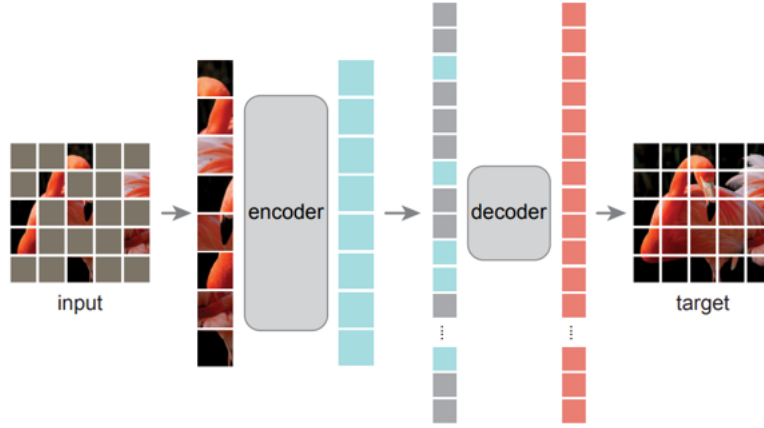 input
encoder
decoder
target